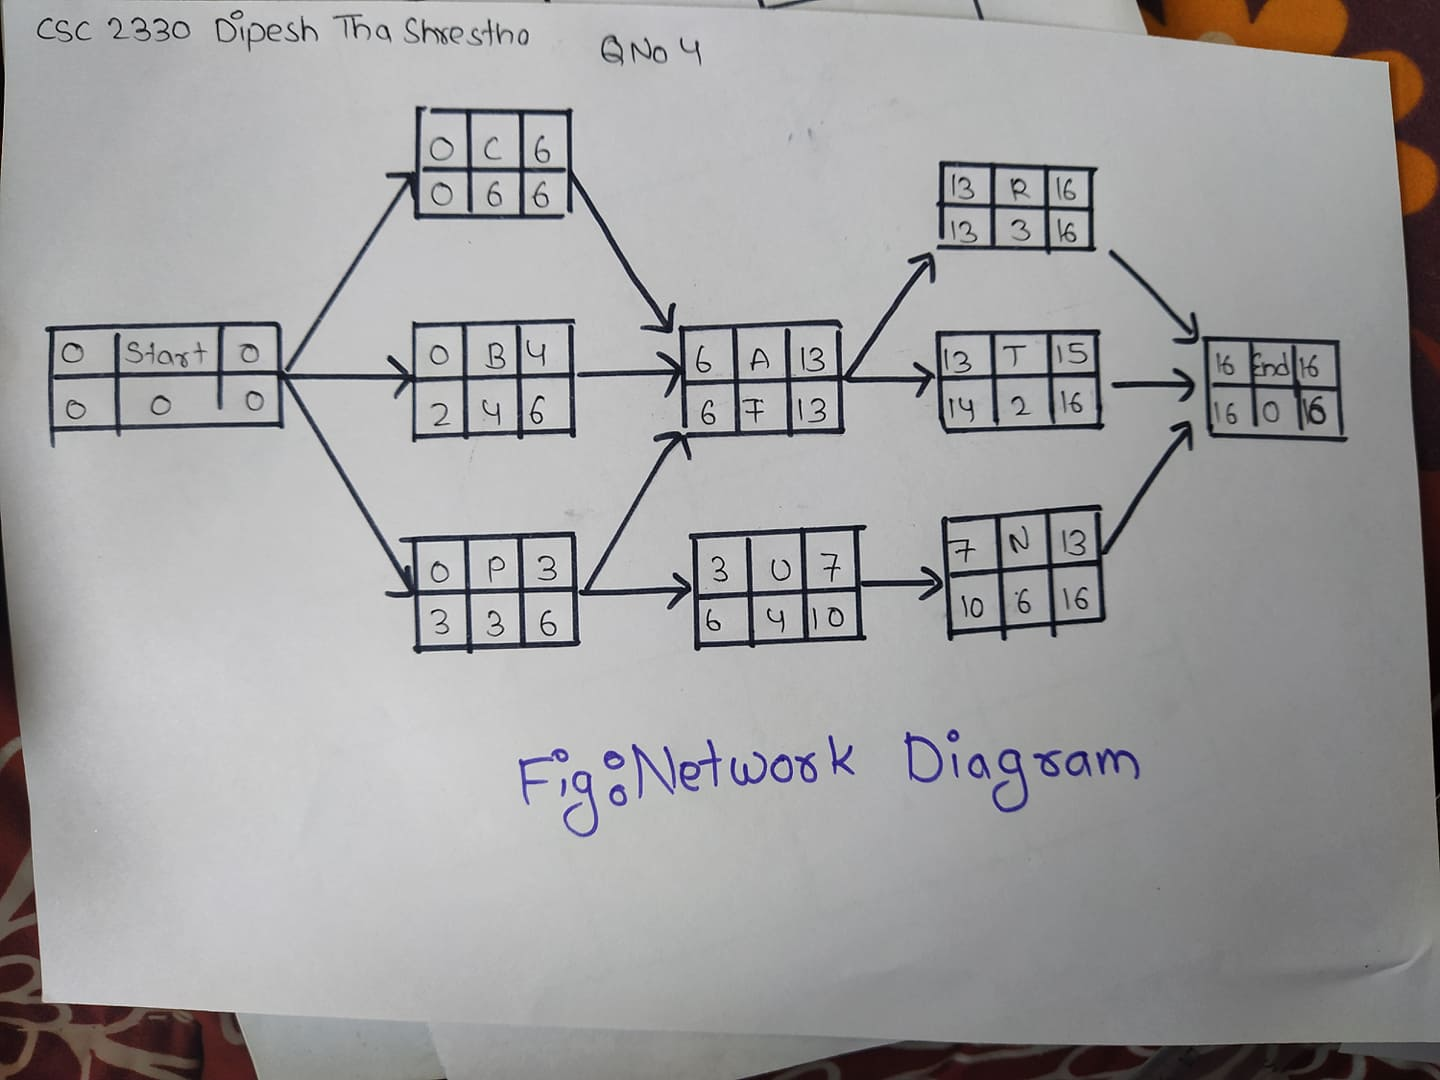 CSC 2330 Dipesh Tha Shrestha
QNo 4
0 C 6
0 6 6
13 R 16
13 3 16
0 Start 0
0 0 0
0 B 4
2 4 6
6 A 13
6 7 13
13 T 15
14 2 16
16 End 16
16 0 16
0 P 3
3 3 6
3 U 7
6 4 10
7 N 13
10 6 16
Fig: Network Diagram